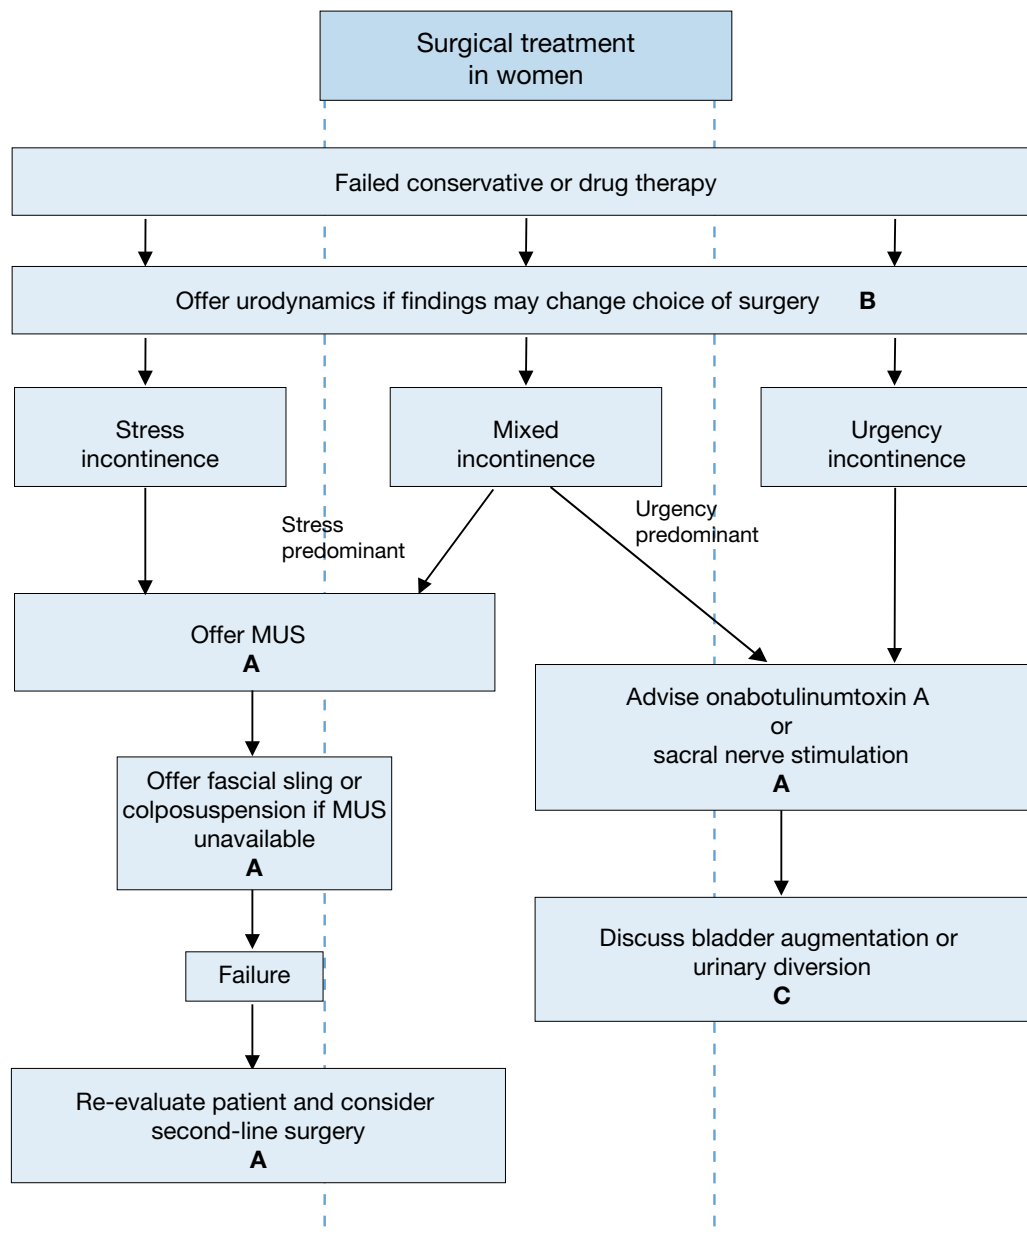 Surgical treatment
in women
Failed conservative or drug therapy
Offer urodynamics if findings may change choice of surgery B
Stress
incontinence
Mixed
incontinence
Urgency
incontinence
Stress
predominant
Urgency
predominant
Offer MUS
A
Advise onabotulinumtoxin A
or
sacral nerve stimulation
A
Offer fascial sling or
colposuspension if MUS
unavailable
A
Discuss bladder augmentation or
urinary diversion
C
Failure
Re-evaluate patient and consider
second-line surgery
A